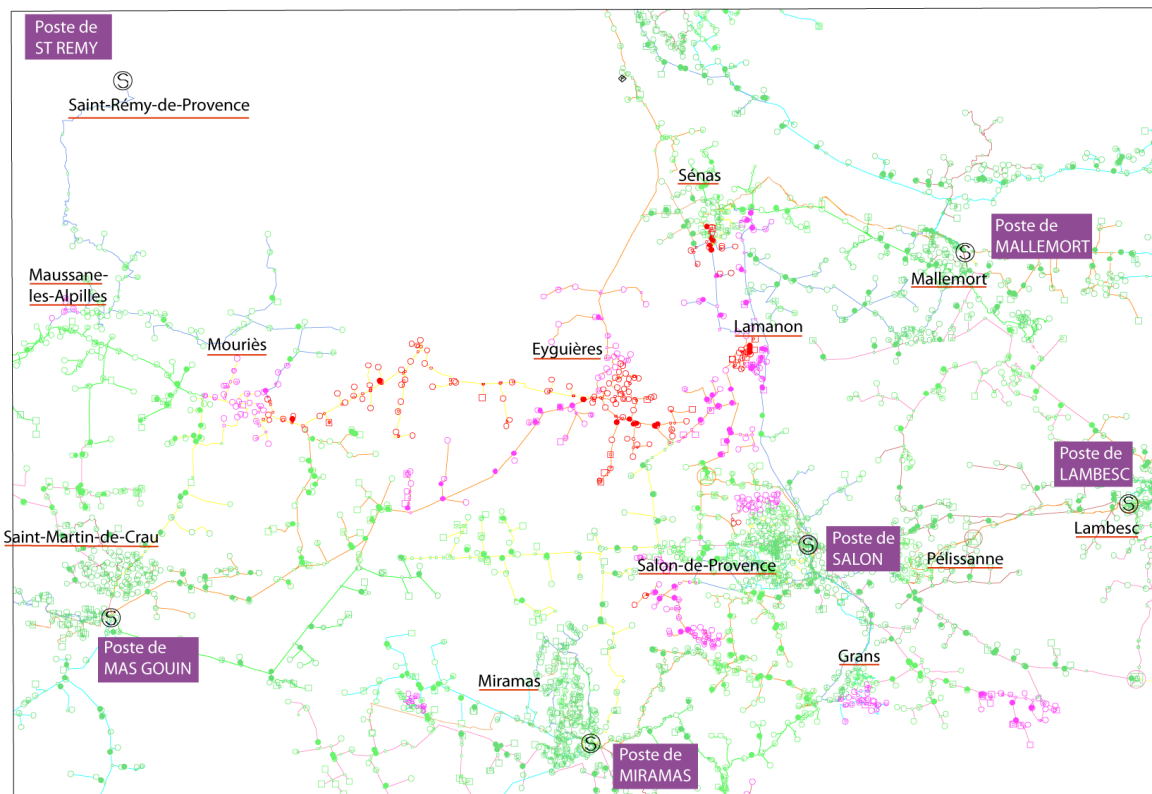 Poste de
ST REMY
Saint-Rémy-de-Provence
Sénas
Poste de
MALLEMORT
Mallemort
Maussane-
les-Alpilles
Mouriès
Eyguières
Lamanon
Poste de
LAMBESC
Lambesc
Saint-Martin-de-Crau
Poste de
SALON
Salon-de-Provence
Pélissanne
Poste de
MAS GOUIN
Grans
Miramas
Poste de
MIRAMAS